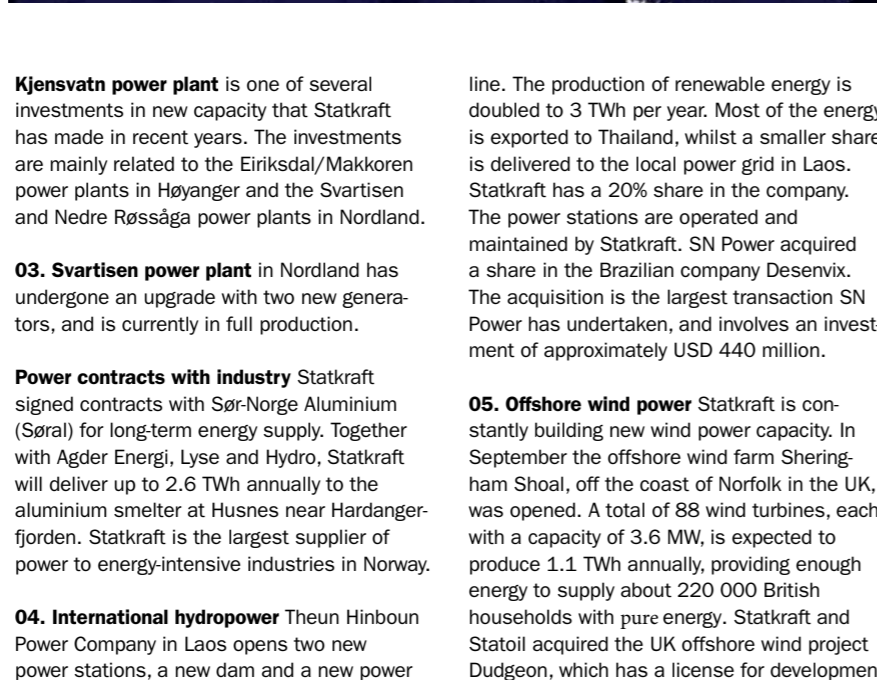 Kjensvatn power plant is one of several
investments in new capacity that Statkraft
has made in recent years. The investments
are mainly related to the Eiriksdal/Makkoren
power plants in Høyanger and the Svartisen
and Nedre Røssåga power plants in Nordland.
03. Svartisen power plant in Nordland has
undergone an upgrade with two new genera-
tors, and is currently in full production.
Power contracts with industry Statkraft
signed contracts with Sør-Norge Aluminium
(Søral) for long-term energy supply. Together
with Agder Energi, Lyse and Hydro, Statkraft
will deliver up to 2.6 TWh annually to the
aluminium smelter at Husnes near Hardanger-
fjorden. Statkraft is the largest supplier of
power to energy-intensive industries in Norway.
04. International hydropower Theun Hinboun
Power Company in Laos opens two new
power stations, a new dam and a new power
line. The production of renewable energy is
doubled to 3 TWh per year. Most of the energy
is exported to Thailand, whilst a smaller share
is delivered to the local power grid in Laos.
Statkraft has a 20% share in the company.
The power stations are operated and
maintained by Statkraft. SN Power acquired
a share in the Brazilian company Desenvix.
The acquisition is the largest transaction SN
Power has undertaken, and involves an invest-
ment of approximately USD 440 million.
05. Offshore wind power Statkraft is con-
stantly building new wind power capacity. In
September the offshore wind farm Shering-
ham Shoal, off the coast of Norfolk in the UK,
was opened. A total of 88 wind turbines, each
with a capacity of 3.6 MW, is expected to
produce 1.1 TWh annually, providing enough
energy to supply about 220 000 British
households with pure energy. Statkraft and
Statoil acquired the UK offshore wind project
Dudgeon, which has a license for developmen